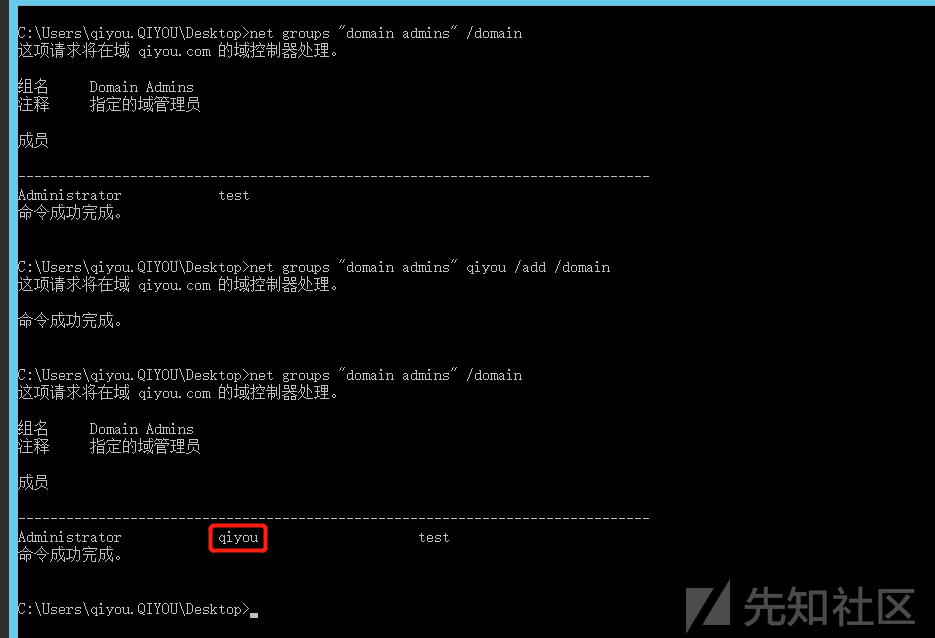 C:\Users\qiyou.QIYOU\Desktop>net groups "domain admins" /domain
这项请求将在域 qiyou.com 的域控制器处理。
组名     Domain Admins
注释     指定的域管理员
成员
-------------------------------------------------------------------------------
Administrator            test
命令成功完成。
C:\Users\qiyou.QIYOU\Desktop>net groups "domain admins" qiyou /add /domain
这项请求将在域 qiyou.com 的域控制器处理。
命令成功完成。
C:\Users\qiyou.QIYOU\Desktop>net groups "domain admins" /domain
这项请求将在域 qiyou.com 的域控制器处理。
组名     Domain Admins
注释     指定的域管理员
成员
-------------------------------------------------------------------------------
Administrator            qiyou                    test
命令成功完成。
C:\Users\qiyou.QIYOU\Desktop>_
先知社区